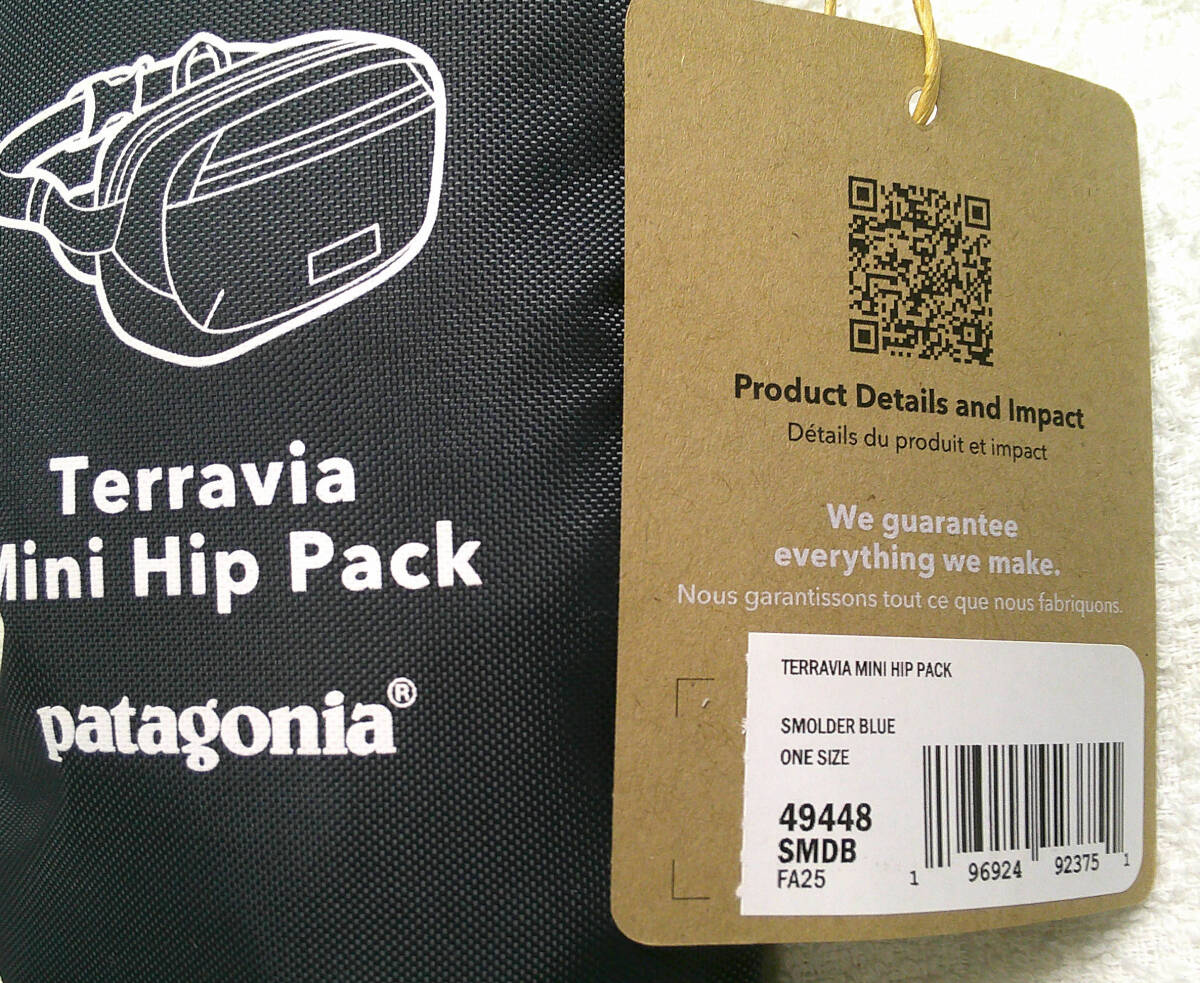 Terravia
Mini Hip Pack
patagonia®
Product Details and Impact
Détails du produit et impact
We guarantee
everything we make.
Nous garantissons tout ce que nous fabriquons.
TERRAVIA MINI HIP PACK
SMOLDER BLUE
ONE SIZE
49448
SMDB
FA25
1 96924 92375 1